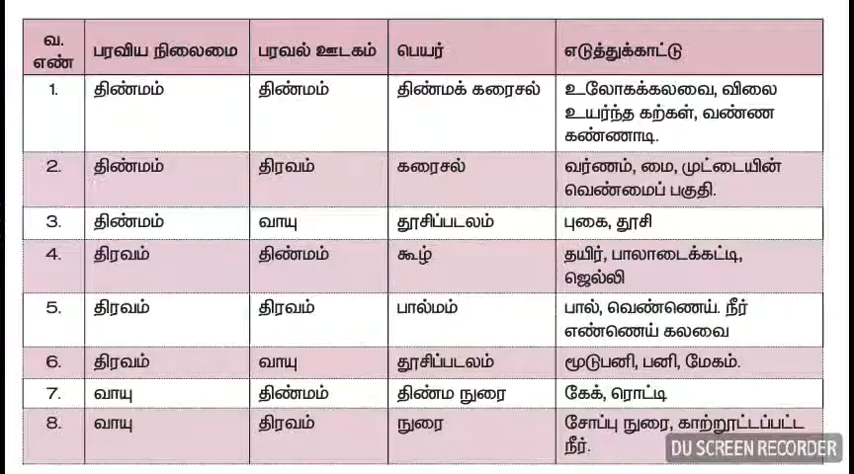 வ. எண் பரவிய நிலைமை பரவல் ஊடகம் பெயர் எடுத்துக்காட்டு
1. திண்மம் திண்மம் திண்மக் கரைசல் உலோகக்கலவை, விலை
உயர்ந்த கற்கள், வண்ண
கண்ணாடி.
2. திண்மம் திரவம் கரைசல் வர்ணம், மை, முட்டையின்
வெண்மைப் பகுதி.
3. திண்மம் வாயு தூசிப்படலம் புகை, தூசி
4. திரவம் திண்மம் கூழ் தயிர், பாலாடைக்கட்டி,
ஜெல்லி
5. திரவம் திரவம் பால்மம் பால், வெண்ணெய். நீர்
எண்ணெய் கலவை
6. திரவம் வாயு தூசிப்படலம் மூடுபனி, பனி, மேகம்.
7. வாயு திண்மம் திண்ம நுரை கேக், ரொட்டி
8. வாயு திரவம் நுரை சோப்பு நுரை, காற்றூட்டப்பட்ட
நீர்.
DU SCREEN RECORDER